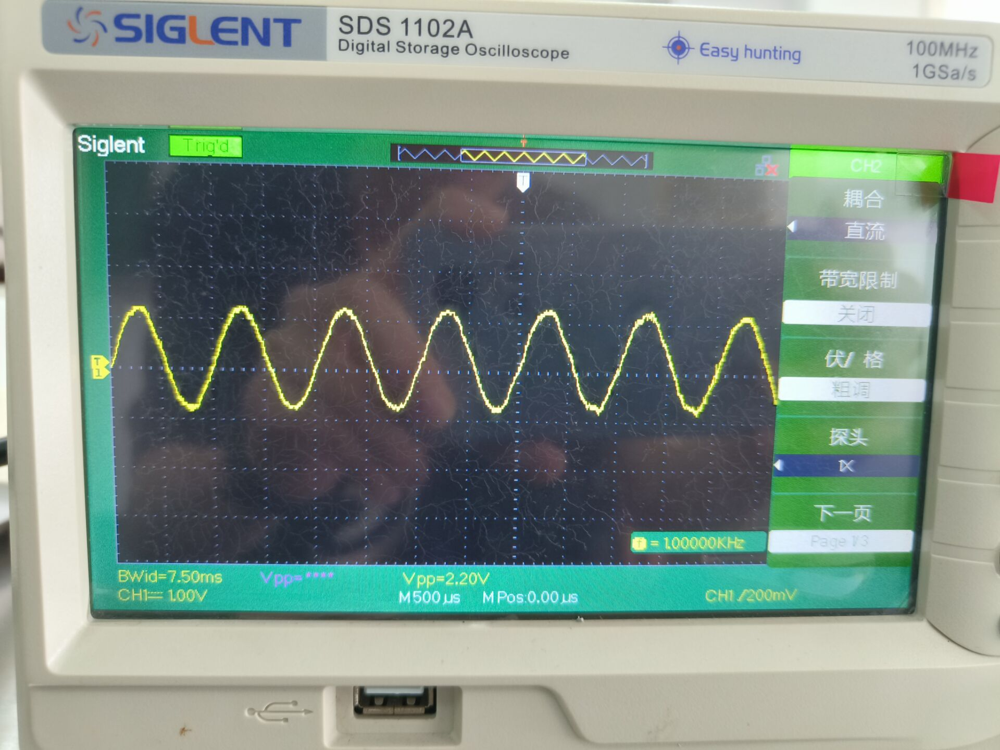 SIGLENT
SDS 1102A
Digital Storage Oscilloscope
Easy hunting
100MHz
1GSa/s
Siglent
Trig'd
T
CH2
耦合
直流
带宽限制
关闭
伏/ 格
粗调
探头
1X
下一页
Page 1/3
T
1
f = 1.00000KHz
BWid=7.50ms Vpp=**** Vpp=2.20V
CH1 1.00V M 500µs M Pos:0.00µs CH1 /200mV